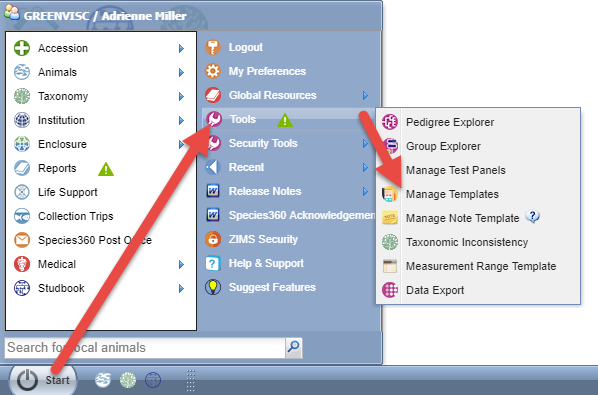 GREENVISC / Adrienne Miller
Accession
Animals
Taxonomy
Institution
Enclosure
Reports
Life Support
Collection Trips
Species360 Post Office
Medical
Studbook
Logout
My Preferences
Global Resources
Tools
Security Tools
Recent
Release Notes
Species360 Acknowledgemen
ZIMS Security
Help & Support
Suggest Features
Pedigree Explorer
Group Explorer
Manage Test Panels
Manage Templates
Manage Note Template
Taxonomic Inconsistency
Measurement Range Template
Data Export
Search for local animals
Start